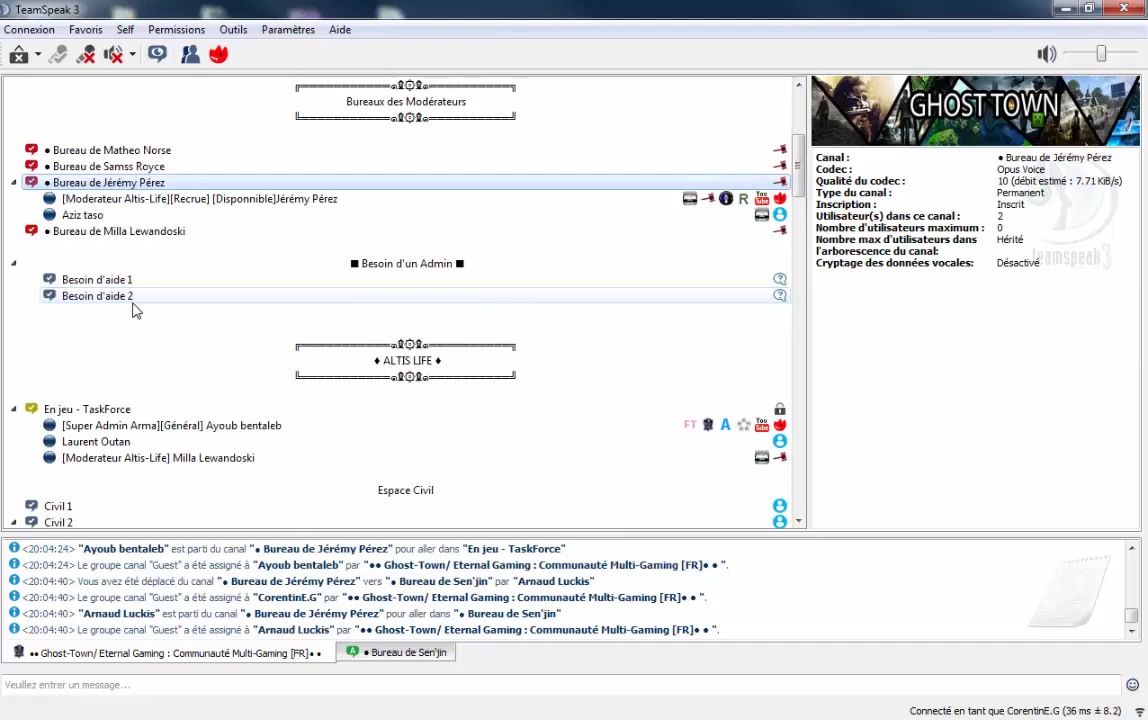 TeamSpeak 3
Connexion Favoris Self Permissions Outils Paramètres Aide
Bureaux des Modérateurs
● Bureau de Matheo Norse
● Bureau de Samss Royce
● Bureau de Jérémy Pérez
[Moderateur Altis-Life][Recrue] [Disponnible]Jérémy Pérez
R You Tube
Aziz taso
● Bureau de Milla Lewandoski
■ Besoin d'un Admin ■
Besoin d'aide 1
Besoin d'aide 2
♦ ALTIS LIFE ♦
En jeu - TaskForce
[Super Admin Arma][Général] Ayoub bentaleb
FT A You Tube
Laurent Outan
[Moderateur Altis-Life] Milla Lewandoski
Espace Civil
Civil 1
Civil 2
GHOST TOWN
Canal : ● Bureau de Jérémy Pérez
Codec : Opus Voice
Qualité du codec : 10 (débit estimé : 7.71 KiB/s)
Type du canal : Permanent
Inscription : Inscrit
Utilisateur(s) dans ce canal : 2
Nombre d'utilisateurs maximum : 0
Nombre max d'utilisateurs dans l'arborescence du canal: Hérité
Cryptage des données vocales: Désactivé
teamspeak3
<20:04:24> "Ayoub bentaleb" est parti du canal "● Bureau de Jérémy Pérez" pour aller dans "En jeu - TaskForce"
<20:04:24> Le groupe canal "Guest" a été assigné à "Ayoub bentaleb" par "●● Ghost-Town/ Eternal Gaming : Communauté Multi-Gaming [FR]● ● ".
<20:04:40> Vous avez été déplacé du canal "● Bureau de Jérémy Pérez" vers "● Bureau de Sen'jin" par "Arnaud Luckis"
<20:04:40> Le groupe canal "Guest" a été assigné à "CorentinE.G" par "●● Ghost-Town/ Eternal Gaming : Communauté Multi-Gaming [FR]● ● ".
<20:04:40> "Arnaud Luckis" est parti du canal "● Bureau de Jérémy Pérez" pour aller dans "● Bureau de Sen'jin"
<20:04:40> Le groupe canal "Guest" a été assigné à "Arnaud Luckis" par "●● Ghost-Town/ Eternal Gaming : Communauté Multi-Gaming [FR]● ● ".
●● Ghost-Town/ Eternal Gaming : Communauté Multi-Gaming [FR]● ●
● Bureau de Sen'jin
Veuillez entrer un message...
Connecté en tant que CorentinE.G (36 ms ± 8.2)